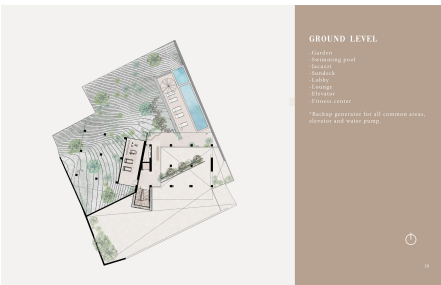 GROUND LEVEL
-Garden
-Swimming pool
-Jacuzzi
-Sundeck
-Lobby
-Lounge
-Elevator
-Fitness center
*Backup generator for all common areas,
elevator and water pump.